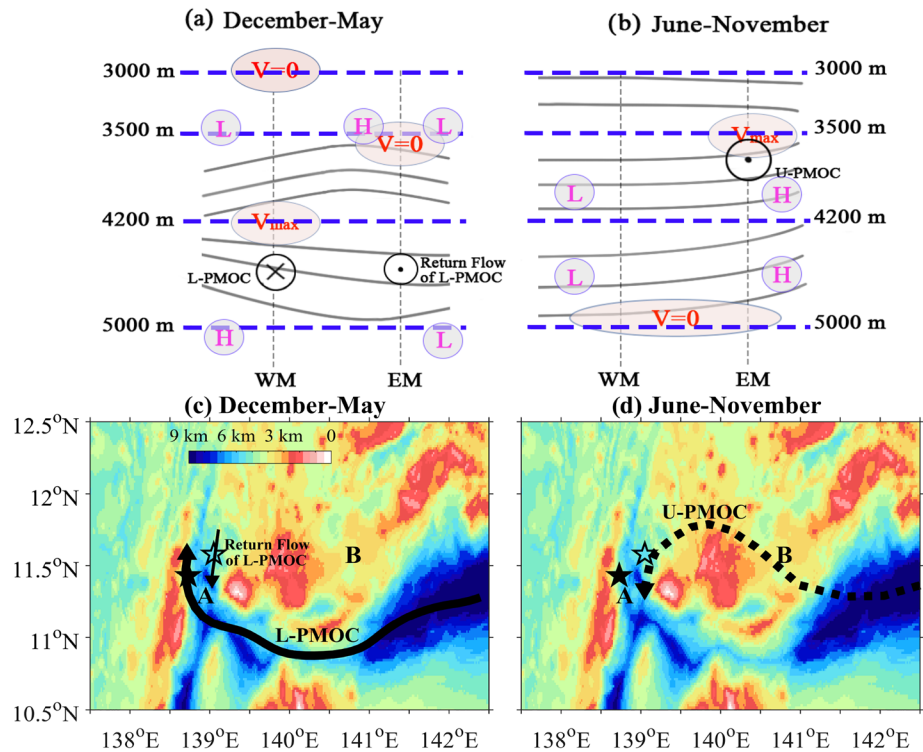 (a) December-May
3000 m
V=0
L
3500 m
H
L
V=0
4200 m
Vmax
L-PMOC
Return Flow
of L-PMOC
5000 m
H
L
WM
EM
(b) June-November
3000 m
3500 m
Vmax
U-PMOC
L
H
4200 m
L
H
V=0
5000 m
WM
EM
(c) December-May
12.5°N
12°N
11.5°N
11°N
10.5°N
9 km 6 km 3 km 0
Return Flow
of L-PMOC
B
A
L-PMOC
138°E 139°E 140°E 141°E 142°E
(d) June-November
U-PMOC
B
A
138°E 139°E 140°E 141°E 142°E